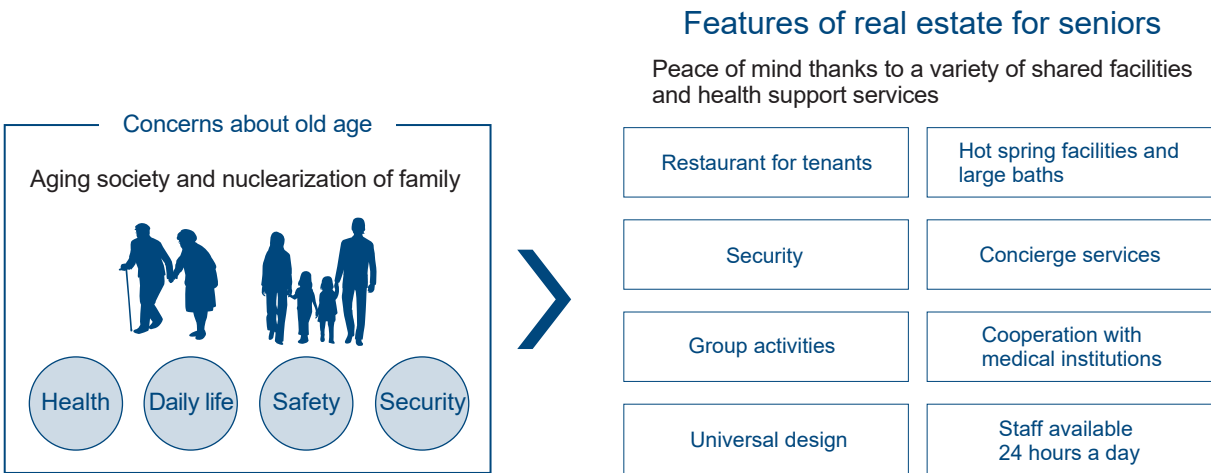 Concerns about old age
Aging society and nuclearization of family
Health
Daily life
Safety
Security
Features of real estate for seniors
Peace of mind thanks to a variety of shared facilities
and health support services
Restaurant for tenants
Hot spring facilities and
large baths
Security
Concierge services
Group activities
Cooperation with
medical institutions
Universal design
Staff available
24 hours a day